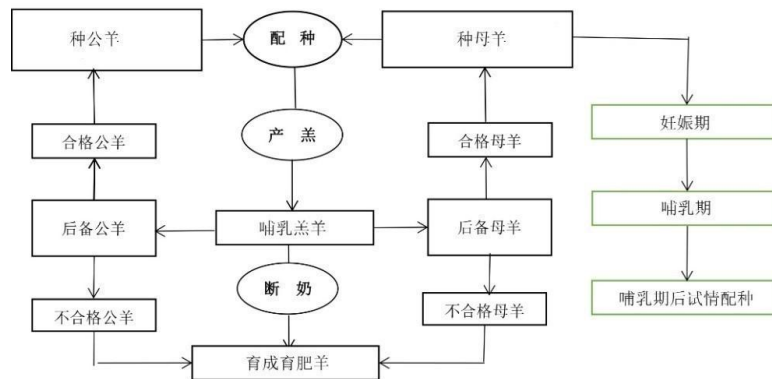 种公羊
配 种
种母羊
妊娠期
合格公羊
产 羔
合格母羊
后备公羊
哺乳羔羊
后备母羊
哺乳期
断 奶
不合格公羊
不合格母羊
哺乳期后试情配种
育成育肥羊